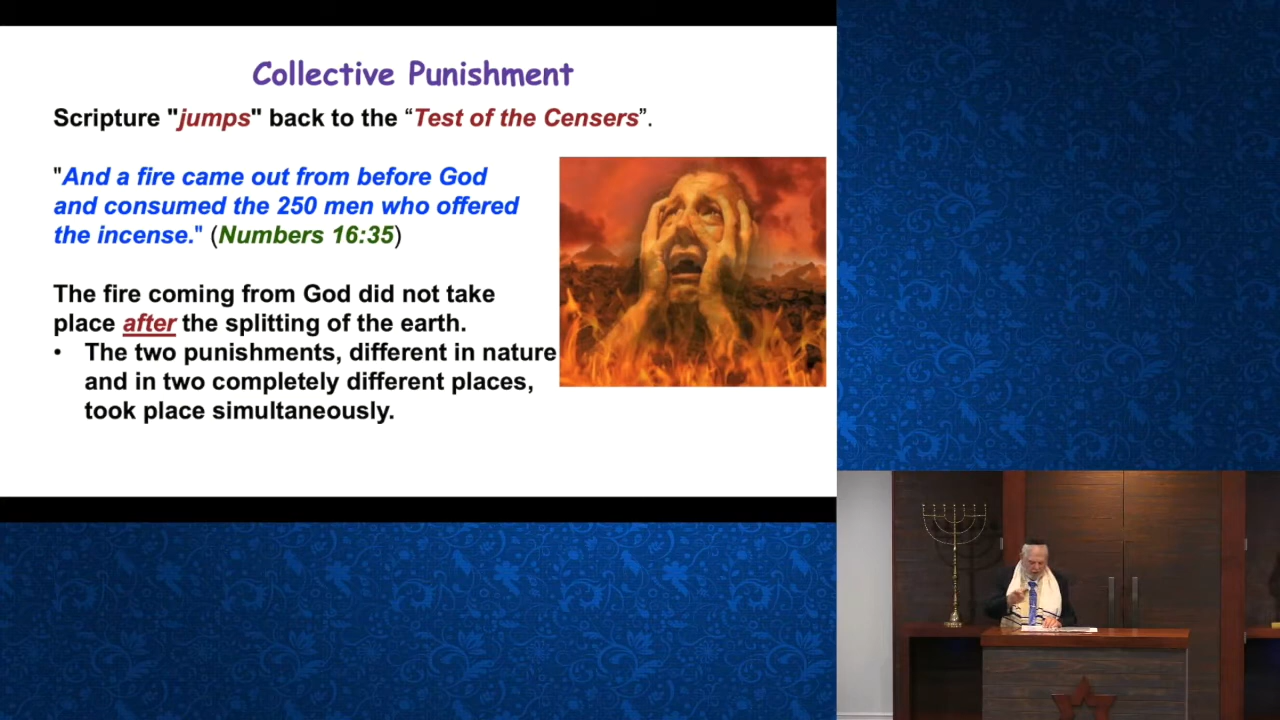 Collective Punishment
Scripture "jumps" back to the “Test of the Censers”.
"And a fire came out from before God
and consumed the 250 men who offered
the incense." (Numbers 16:35)
The fire coming from God did not take
place after the splitting of the earth.
• The two punishments, different in nature
and in two completely different places,
took place simultaneously.